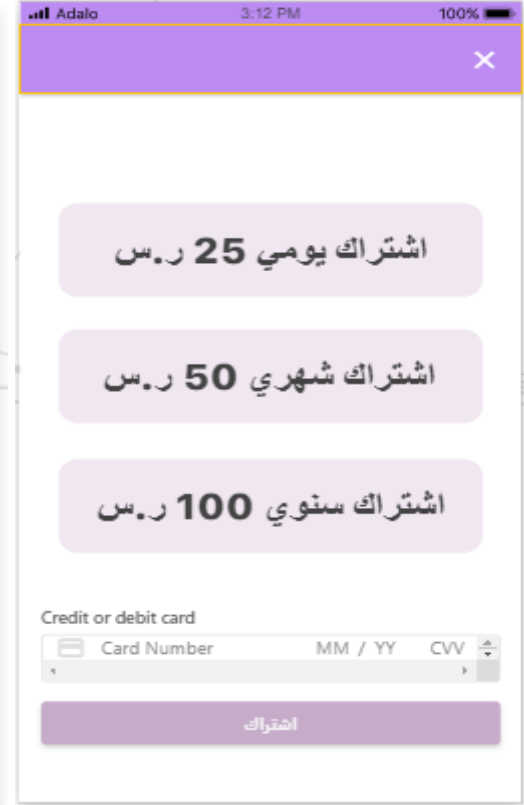 Adalo 3:12 PM 100%
اشتراك يومي 25 ر.س
اشتراك شهري 50 ر.س
اشتراك سنوي 100 ر.س
Credit or debit card
Card Number MM / YY CVV
اشتراك